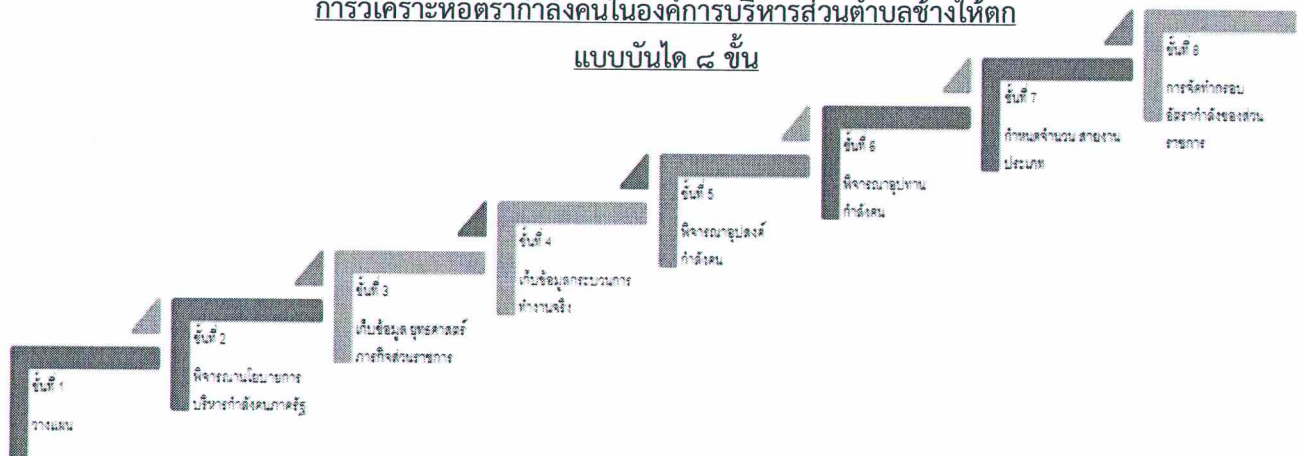 การวิเคราะห์อัตรากำลังคนในองค์การบริหารส่วนตำบลช้างให้ตก
แบบบันได ๘ ขั้น
ขั้นที่ 1
วางแผน
ขั้นที่ 2
พิจารณานโยบายการ
บริหารกำลังคนภาครัฐ
ขั้นที่ 3
เก็บข้อมูล ยุทธศาสตร์
ภารกิจส่วนราชการ
ขั้นที่ 4
เก็บข้อมูลกระบวนการ
ทำงานจริง
ขั้นที่ 5
พิจารณาอุปสงค์
กำลังคน
ขั้นที่ 6
พิจารณาอุปทาน
กำลังคน
ขั้นที่ 7
กำหนดจำนวน สายงาน
ประเภท
ขั้นที่ 8
การจัดทำกรอบ
อัตรากำลังของส่วน
ราชการ